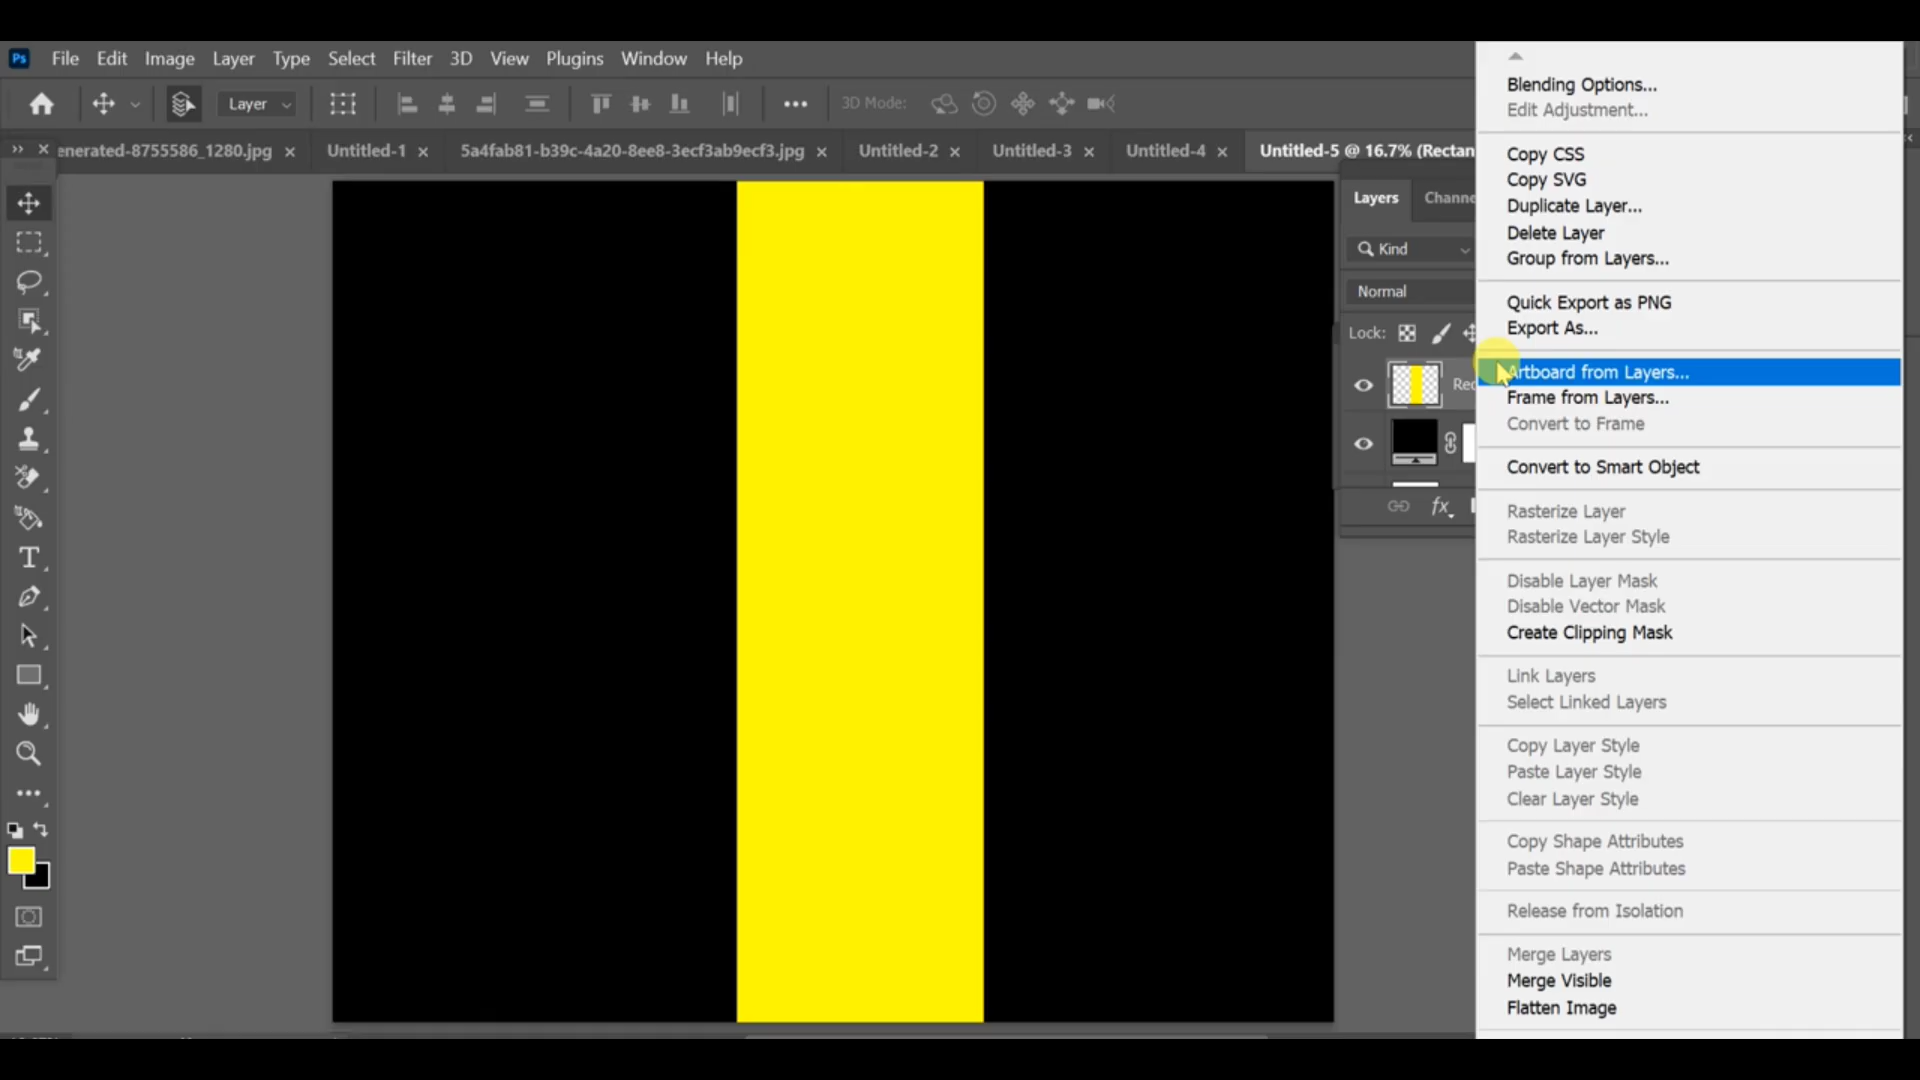 Ps File Edit Image Layer Type Select Filter 3D View Plugins Window Help
Layer 3D Mode:
enerated-8755586_1280.jpg × Untitled-1 × 5a4fab81-b39c-4a20-8ee8-3ecf3ab9ecf3.jpg × Untitled-2 × Untitled-3 × Untitled-4 × Untitled-5 @ 16.7% (Rectan
Layers Channe
Kind
Normal
Lock:
Rec
fx
Blending Options...
Edit Adjustment...
Copy CSS
Copy SVG
Duplicate Layer...
Delete Layer
Group from Layers...
Quick Export as PNG
Export As...
Artboard from Layers...
Frame from Layers...
Convert to Frame
Convert to Smart Object
Rasterize Layer
Rasterize Layer Style
Disable Layer Mask
Disable Vector Mask
Create Clipping Mask
Link Layers
Select Linked Layers
Copy Layer Style
Paste Layer Style
Clear Layer Style
Copy Shape Attributes
Paste Shape Attributes
Release from Isolation
Merge Layers
Merge Visible
Flatten Image